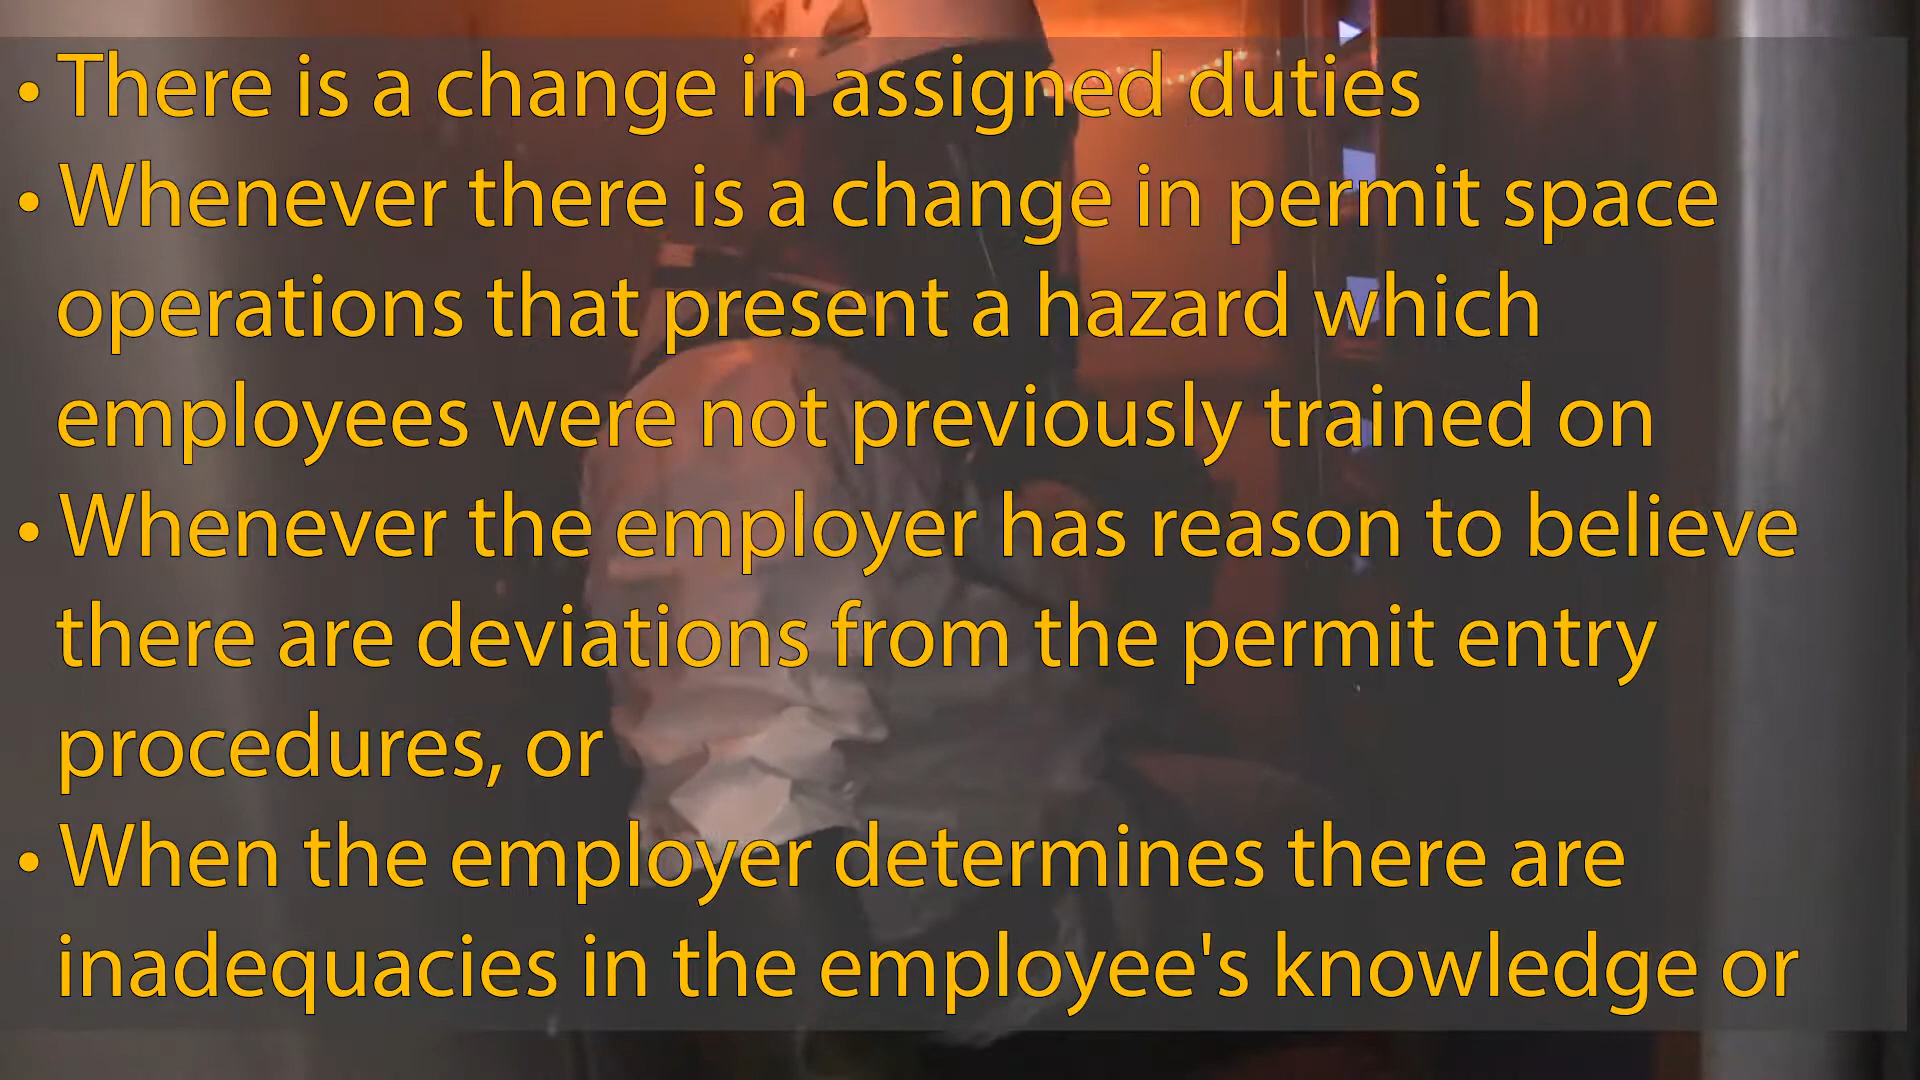 • There is a change in assigned duties
• Whenever there is a change in permit space
operations that present a hazard which
employees were not previously trained on
• Whenever the employer has reason to believe
there are deviations from the permit entry
procedures, or
• When the employer determines there are
inadequacies in the employee's knowledge or